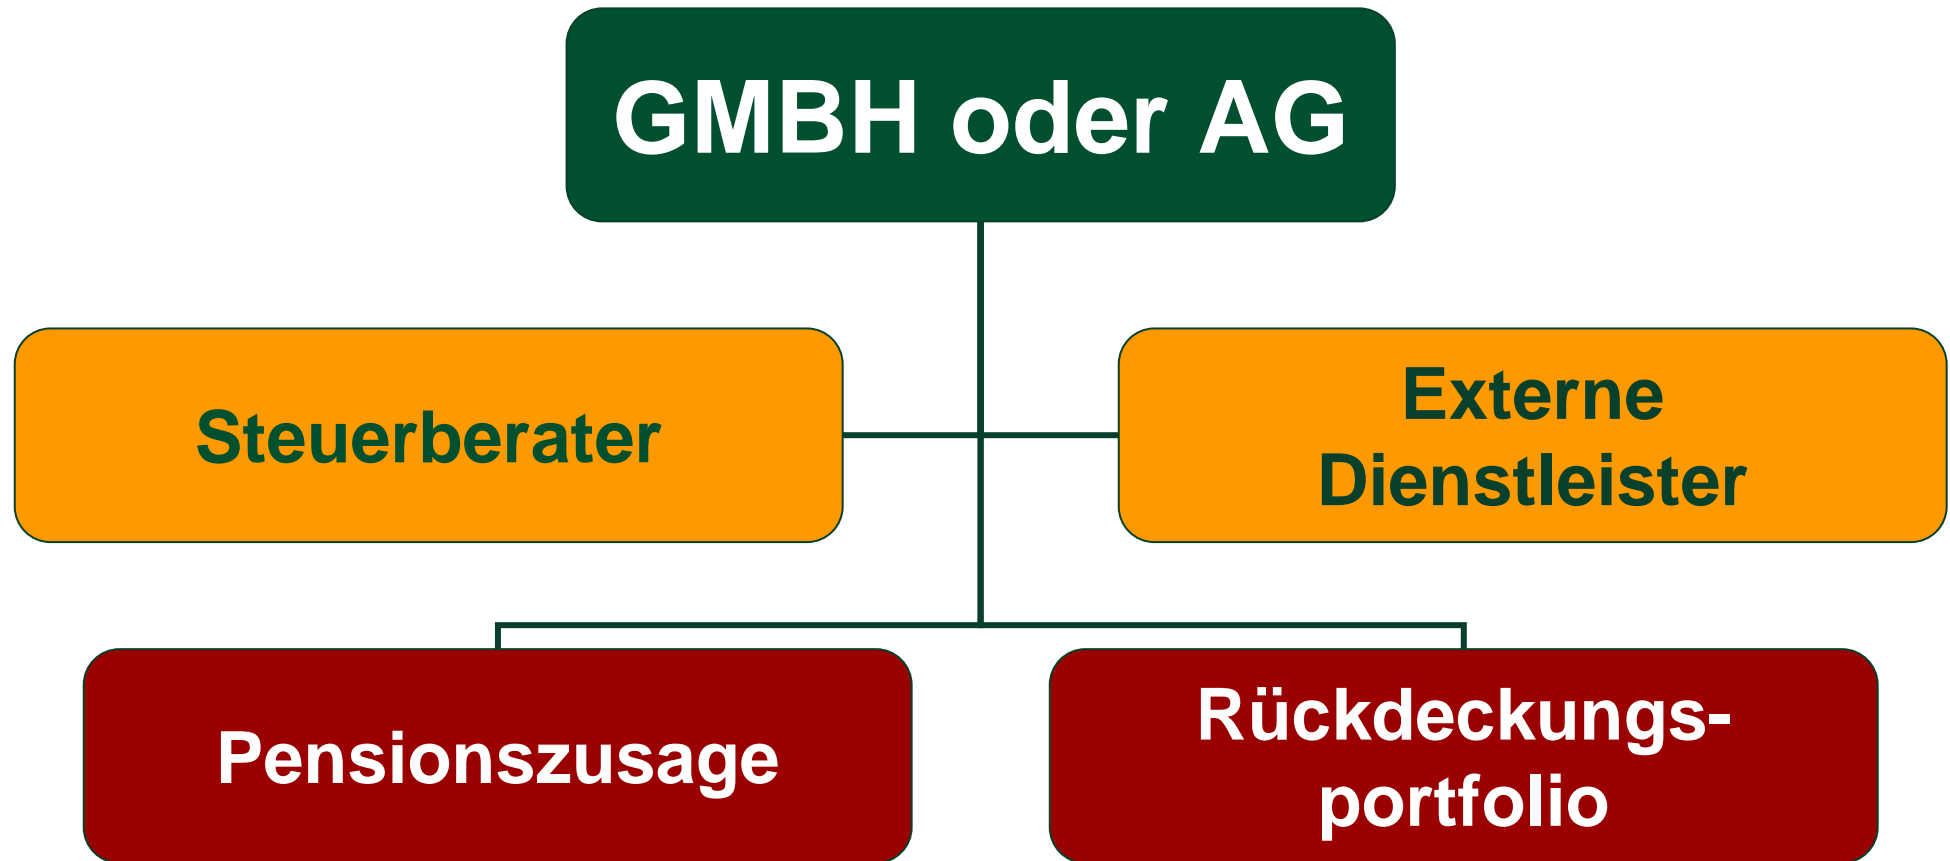 GMBH oder AG
Steuerberater
Externe
Dienstleister
Pensionszusage
Rückdeckungs-
portfolio